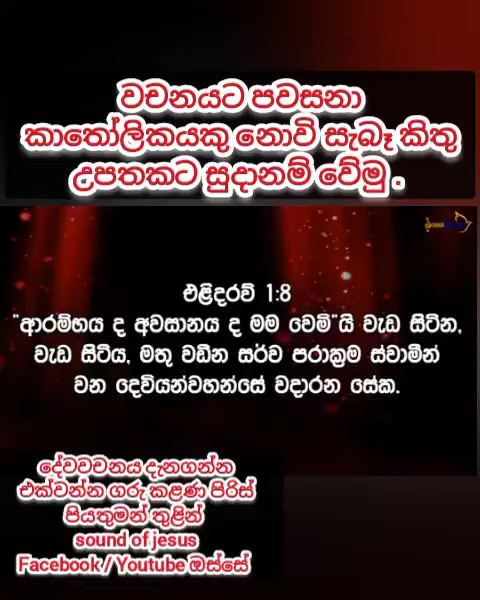 වචනයට පවසනා
කාතෝලිකයකු නොවි සැබෑ කිතු
උපතකට සුදානම් වේමු .
එළිදරව් 1:8
"ආරම්භය ද අවසානය ද මම වෙමි"යි වැඩ සිටින,
වැඩ සිටිය, මතු වඩින සර්ව පරාක්‍රම ස්වාමීන්
වන දෙවියන්වහන්සේ වදාරන සේක.
දේවවචනය දැනගන්න
එක්වන්න ගරු කළණ පිරිස්
පියතුමන් තුළින්
sound of jesus
Facebook / Youtube ඔස්සේ